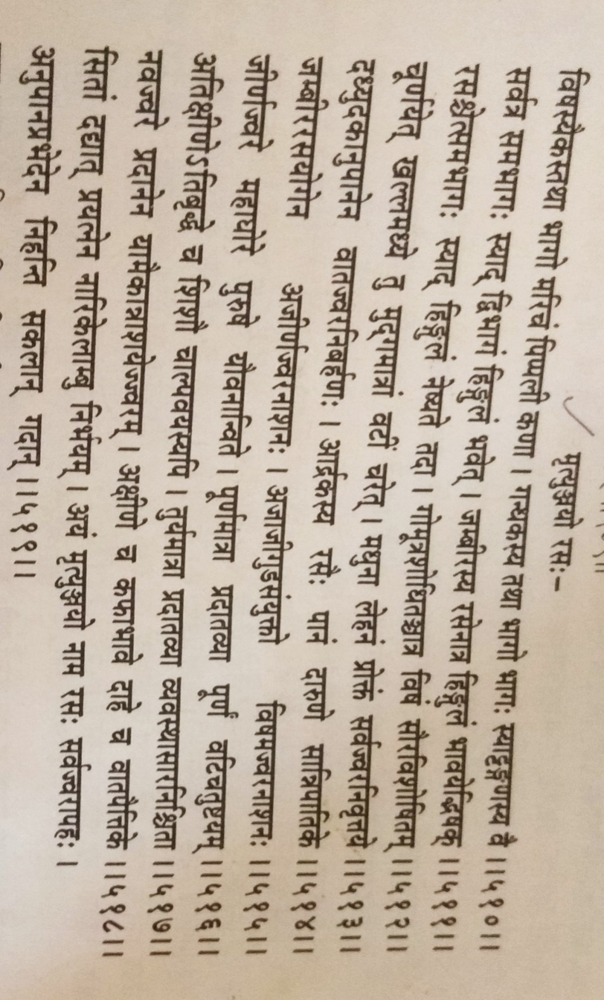 मृत्युञ्जयो रसः–
विषस्यैकस्तथा भागो मरिचं पिप्पली कणा । गन्धकस्य तथा भागो भागः स्याट्टङ्गणस्य वै ।।५१०।।
सर्वत्र समभागः स्याद् द्विभागं हिङ्गुलं भवेत् । जम्बीरस्य रसेनात्र हिङ्गुलं भावयेद्भिषक् ।।५११।।
रसश्चेत्समभागः स्याद् हिङ्गुलं नेष्यते तदा । गोमूत्रशोधितञ्चात्र विषं सौरविशोषितम् ।।५१२।।
चूर्णयेत् खल्लमध्ये तु मुद्गमात्रां वटीं चरेत् । मधुना लेहनं प्रोक्तं सर्वज्वरनिवृत्तये ।।५१३।।
दध्युदकानुपानेन वातज्वरनिबर्हणः । आर्द्रकस्य रसैः पानं दारुणे सान्निपातिके ।।५१४।।
जम्बीररसयोगेन अजीर्णज्वरनाशनः । अजाजीगुडसंयुक्तो विषमज्वरनाशनः ।।५१५।।
जीर्णज्वरे महाघोरे पुरुषे यौवनान्विते । पूर्णमात्रा प्रदातव्या पूर्णं वटिचतुष्टयम् ।।५१६।।
अतिक्षीणेऽतिवृद्धे च शिशौ चाल्पवयस्यपि । तुर्यमात्रा प्रदातव्या व्यवस्थासारनिश्चिता ।।५१७।।
नवज्वरे प्रदानेन यामैकान्नाशयेज्ज्वरम् । अक्षीणे च कफाभावे दाहे च वातपैत्तिके ।।५१८।।
सितां दद्यात् प्रयत्नेन नारिकेलाम्बु निर्भयम् । अयं मृत्युञ्जयो नाम रसः सर्वज्वरापहः ।
अनुपानप्रभेदेन निहन्ति सकलान् गदान् ।।५१९।।